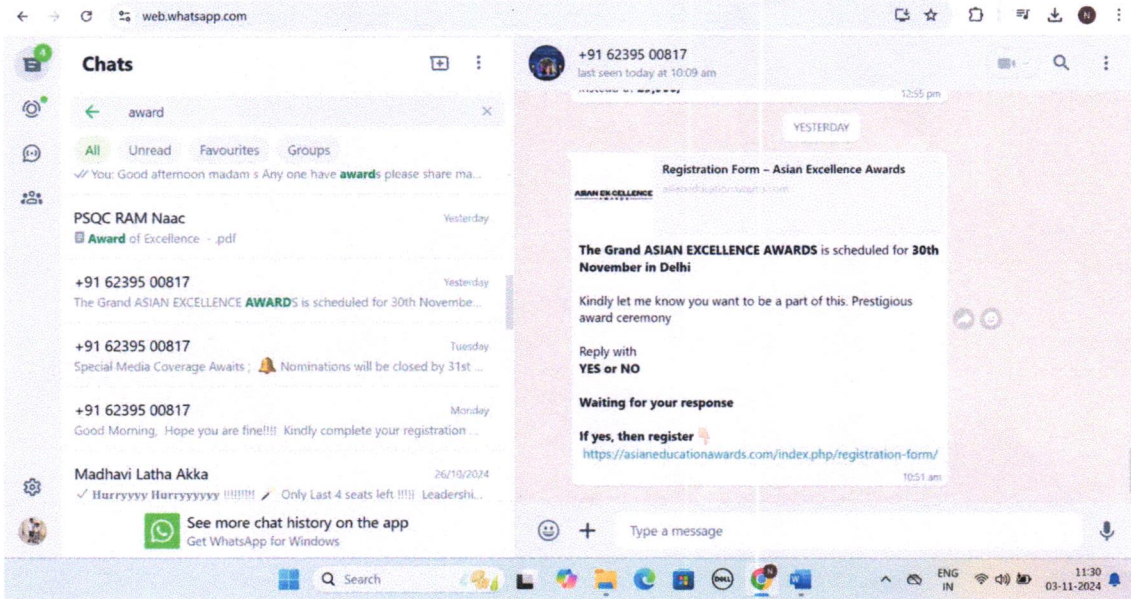 web.whatsapp.com
N
4
Chats
award
All Unread Favourites Groups
You: Good afternoon madam s Any one have awards please share ma...
PSQC RAM Naac Yesterday
Award of Excellence - .pdf
+91 62395 00817 Yesterday
The Grand ASIAN EXCELLENCE AWARDS is scheduled for 30th Novembe...
+91 62395 00817 Tuesday
Special Media Coverage Awaits ; 🔔 Nominations will be closed by 31st ...
+91 62395 00817 Monday
Good Morning, Hope you are fine!!!! Kindly complete your registration ...
Madhavi Latha Akka 26/10/2024
Hurryyyy Hurryyyyyy !!!!!!!!! Only Last 4 seats left !!!!! Leadershi...
See more chat history on the app
Get WhatsApp for Windows
+91 62395 00817
last seen today at 10:09 am
12:55 pm
YESTERDAY
Registration Form – Asian Excellence Awards
ASIAN EXCELLENCE
asianeducationawards.com
The Grand ASIAN EXCELLENCE AWARDS is scheduled for 30th
November in Delhi
Kindly let me know you want to be a part of this. Prestigious
award ceremony
Reply with
YES or NO
Waiting for your response
If yes, then register 👇🏻
https://asianeducationawards.com/index.php/registration-form/
10:51 am
Type a message
Search
DELL
N
W
ENG
IN
11:30
03-11-2024